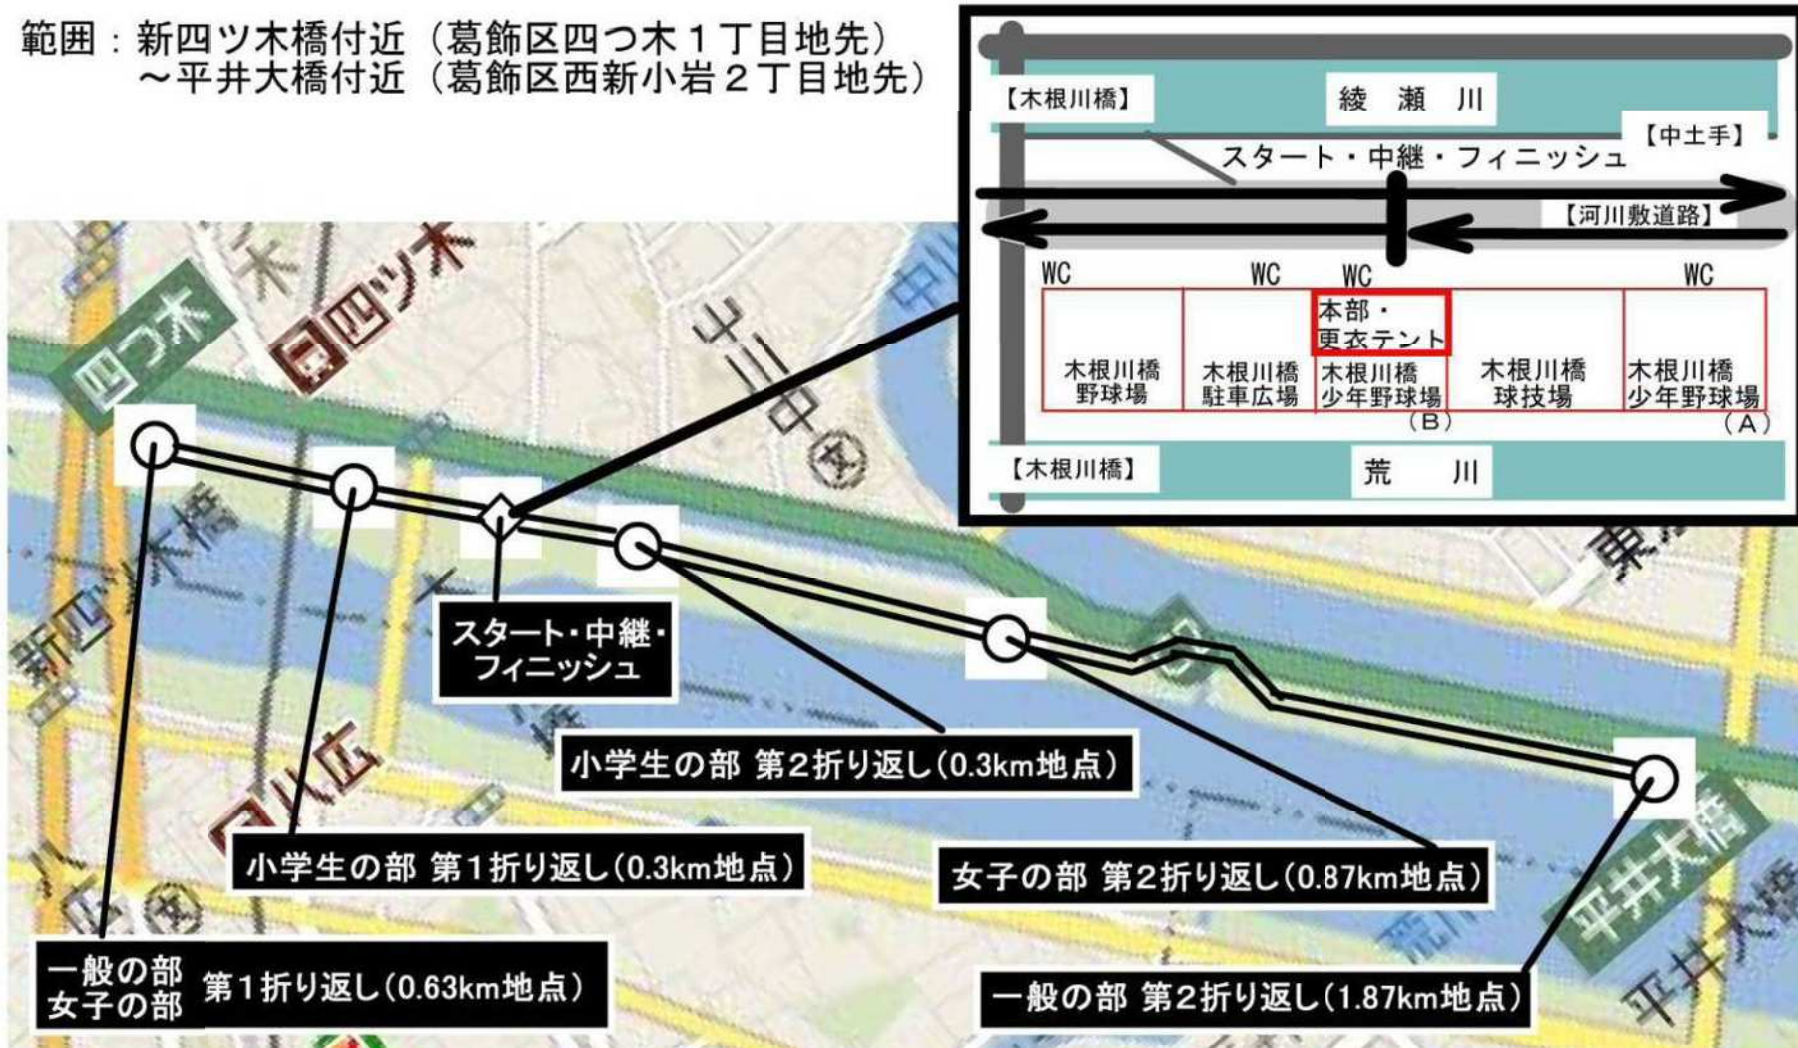 範囲：新四ツ木橋付近（葛飾区四つ木１丁目地先）
～平井大橋付近（葛飾区西新小岩２丁目地先）
【木根川橋】
綾瀬川
【中土手】
スタート・中継・フィニッシュ
【河川敷道路】
WC
WC
WC
WC
本部・
更衣テント
木根川橋
野球場
木根川橋
駐車広場
木根川橋
少年野球場
（B）
木根川橋
球技場
木根川橋
少年野球場
（A）
【木根川橋】
荒川
四つ木
四ツ木
中川
新四ツ木橋
スタート・中継・
フィニッシュ
小学生の部 第２折り返し(0.3km地点)
小学生の部 第１折り返し(0.3km地点)
女子の部 第２折り返し(0.87km地点)
一般の部
女子の部
第１折り返し(0.63km地点)
一般の部 第２折り返し(1.87km地点)
平井大橋
平井大橋